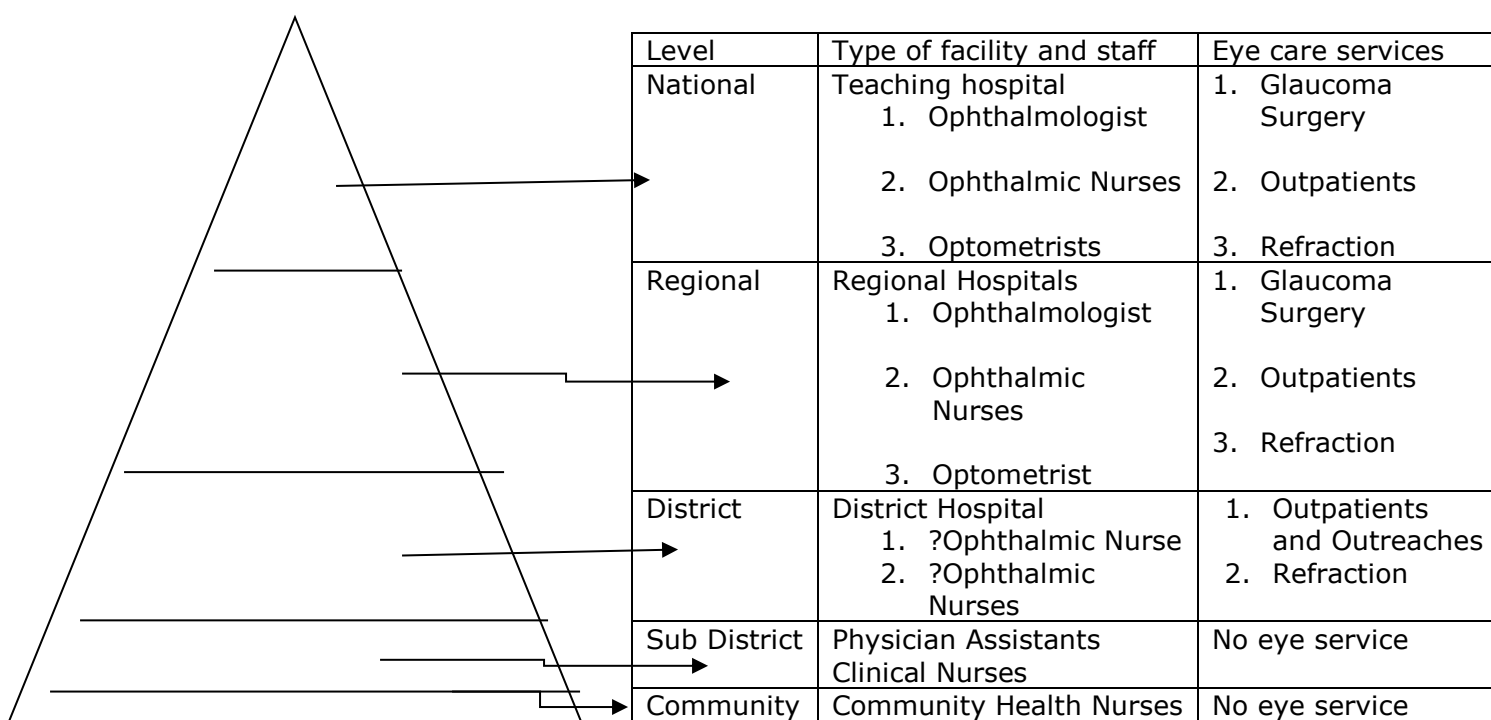 Level Type of facility and staff Eye care services
National Teaching hospital 1. Glaucoma
1. Ophthalmologist Surgery
2. Ophthalmic Nurses 2. Outpatients
3. Optometrists 3. Refraction
Regional Regional Hospitals 1. Glaucoma
1. Ophthalmologist Surgery
2. Ophthalmic 2. Outpatients
Nurses
3. Refraction
3. Optometrist
District District Hospital 1. Outpatients
1. ?Ophthalmic Nurse and Outreaches
2. ?Ophthalmic 2. Refraction
Nurses
Sub District Physician Assistants No eye service
Clinical Nurses
Community Community Health Nurses No eye service